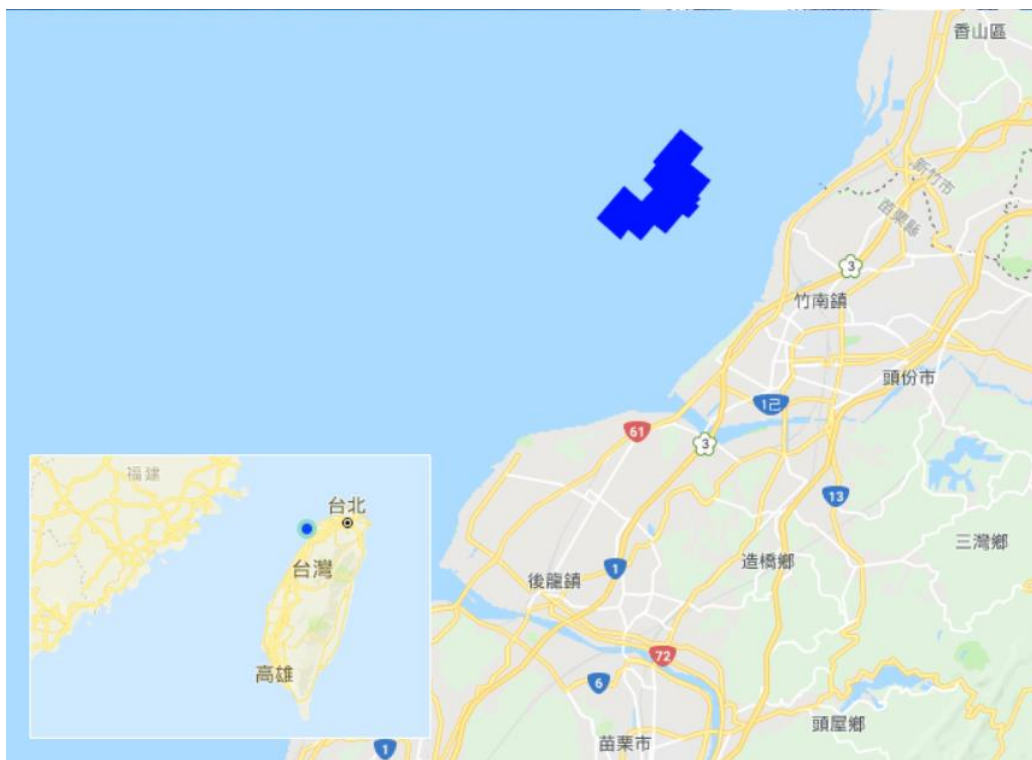 香山區
新竹市
苗栗縣
3
竹南鎮
頭份市
1己
61
3
13
三灣鄉
造橋鄉
1
後龍鎮
72
6
頭屋鄉
苗栗市
1
福建
台北
台灣
高雄